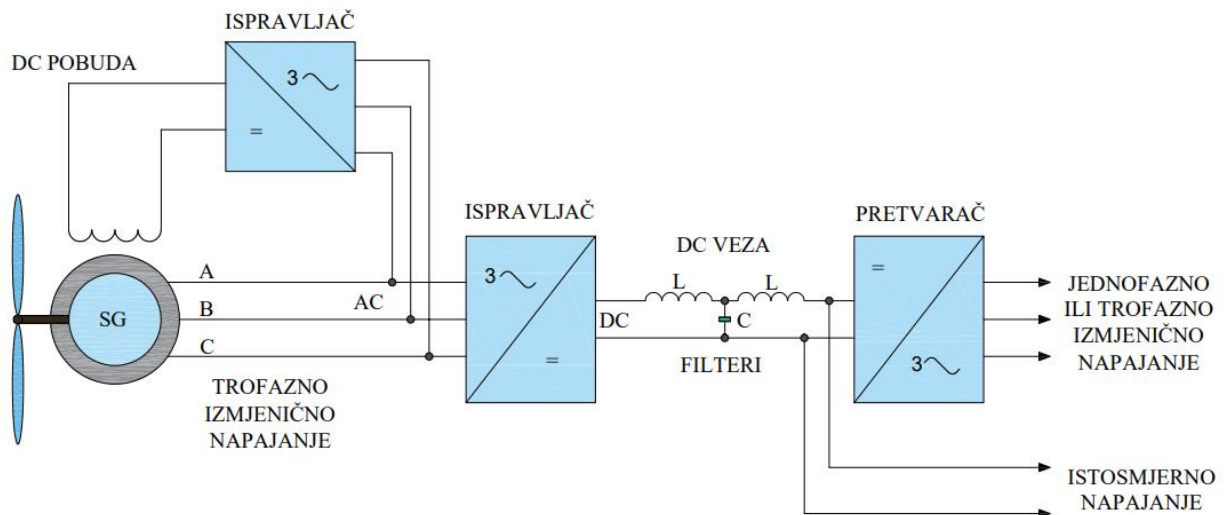 ISPRAVLJAČ
DC POBUDA
3
=
ISPRAVLJAČ
PRETVARAČ
DC VEZA
A
3
L
L
=
JEDNOFAZNO
B
AC
SG
DC
C
ILI TROFAZNO
IZMJENIČNO
C
=
FILTERI
3
NAPAJANJE
TROFAZNO
IZMJENIČNO
NAPAJANJE
ISTOSMJERNO
NAPAJANJE